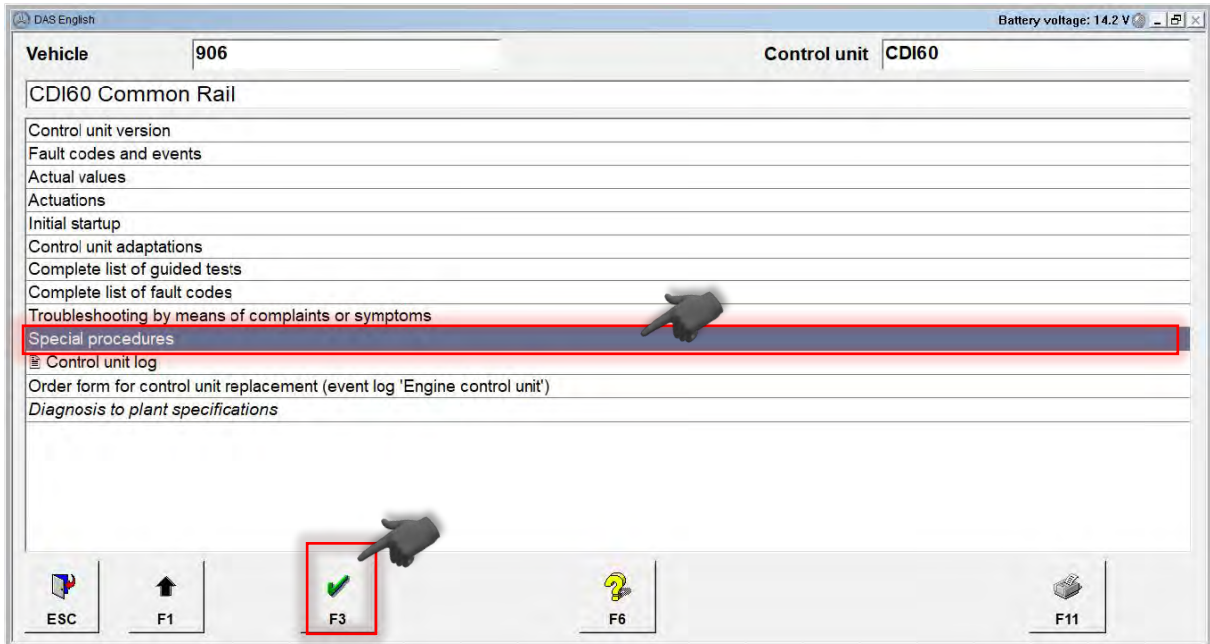 DAS English Battery voltage: 14.2 V
Vehicle 906 Control unit CDI60
CDI60 Common Rail
Control unit version
Fault codes and events
Actual values
Actuations
Initial startup
Control unit adaptations
Complete list of guided tests
Complete list of fault codes
Troubleshooting by means of complaints or symptoms
Special procedures
Control unit log
Order form for control unit replacement (event log 'Engine control unit')
Diagnosis to plant specifications
ESC F1 F3 F6 F11